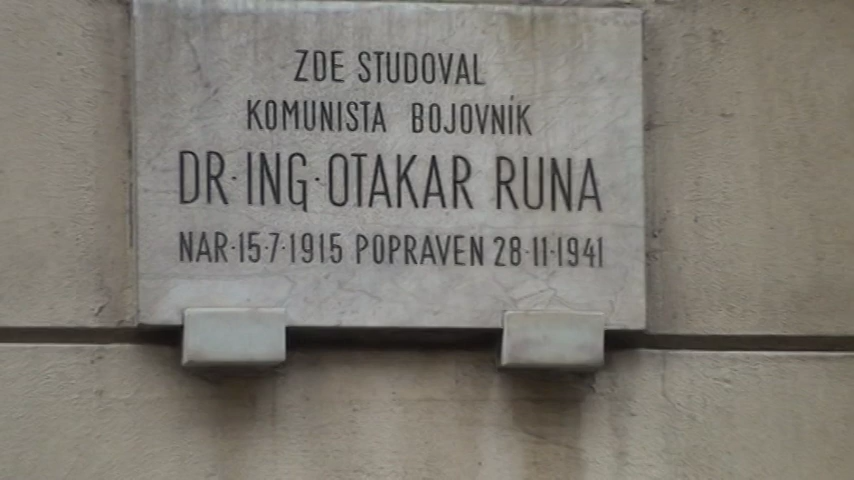 ZDE STUDOVAL
KOMUNISTA BOJOVNÍK
DR·ING·OTAKAR RUNA
NAR·15·7·1915 POPRAVEN 28·11·1941